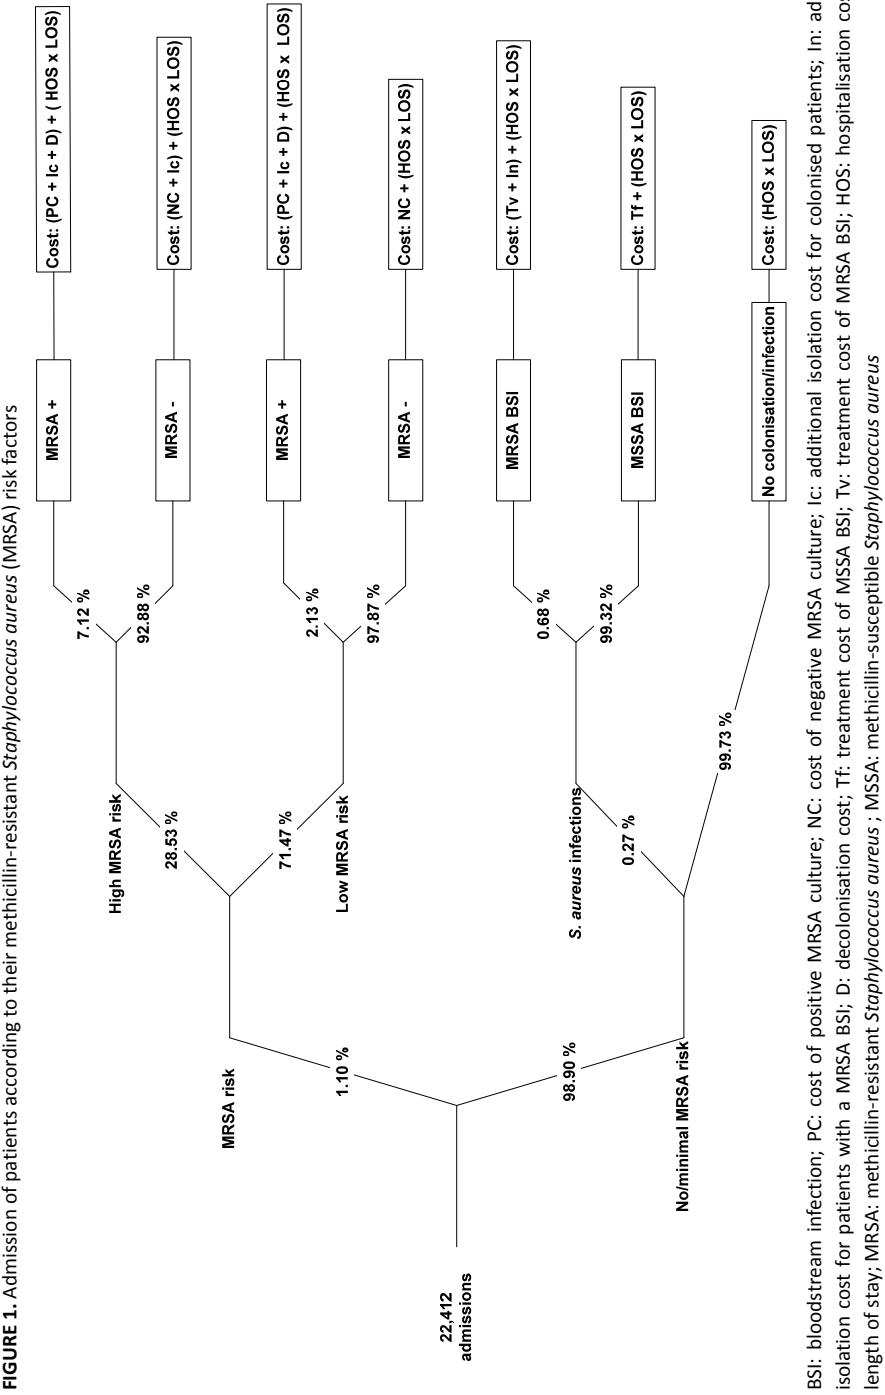 FIGURE 1. Admission of patients according to their methicillin-resistant Staphylococcus aureus (MRSA) risk factors
22,412
admissions
MRSA risk
1.10 %
98.90 %
No/minimal MRSA risk
High MRSA risk
28.53 %
71.47 %
Low MRSA risk
S. aureus infections
0.27 %
99.73 %
7.12 %
92.88 %
2.13 %
97.87 %
0.68 %
99.32 %
MRSA +
Cost: (PC + Ic + D) + ( HOS x LOS)
MRSA -
Cost: (NC + Ic) + (HOS x LOS)
MRSA +
Cost: (PC + Ic + D) + (HOS x LOS)
MRSA -
Cost: NC + (HOS x LOS)
MRSA BSI
Cost: (Tv + In) + (HOS x LOS)
MSSA BSI
Cost: Tf + (HOS x LOS)
No colonisation/infection
Cost: (HOS x LOS)
BSI: bloodstream infection; PC: cost of positive MRSA culture; NC: cost of negative MRSA culture; Ic: additional isolation cost for colonised patients; In: ad
isolation cost for patients with a MRSA BSI; D: decolonisation cost; Tf: treatment cost of MSSA BSI; Tv: treatment cost of MRSA BSI; HOS: hospitalisation cos
length of stay; MRSA: methicillin-resistant Staphylococcus aureus ; MSSA: methicillin-susceptible Staphylococcus aureus